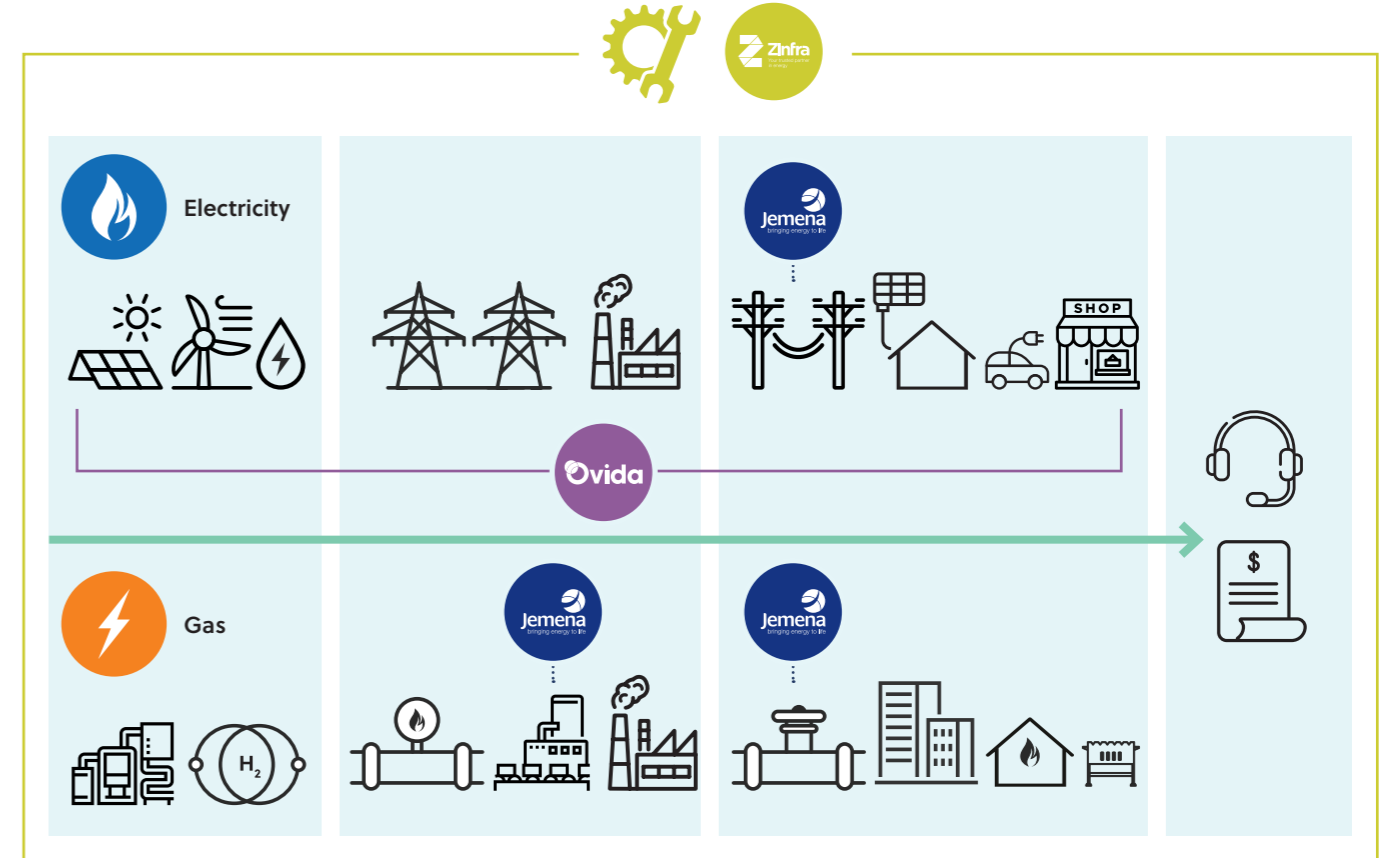 Zinfra
Electricity
Jemena
bringing energy to life
SHOP
Ovida
$
Jemena
bringing energy to life
Jemena
bringing energy to life
Gas
H2